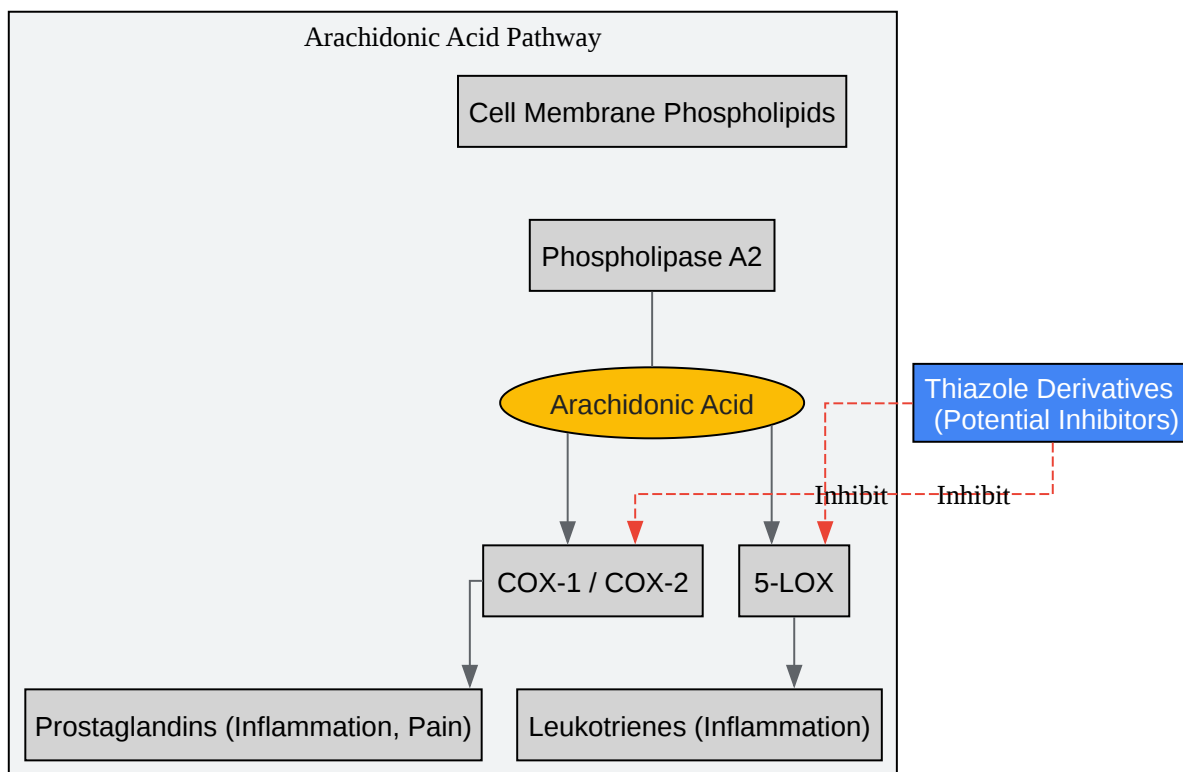 Arachidonic Acid Pathway
Cell Membrane Phospholipids
Phospholipase A2
Arachidonic Acid
Thiazole Derivatives
(Potential Inhibitors)
Inhibit
Inhibit
COX-1 / COX-2
5-LOX
Prostaglandins (Inflammation, Pain)
Leukotrienes (Inflammation)